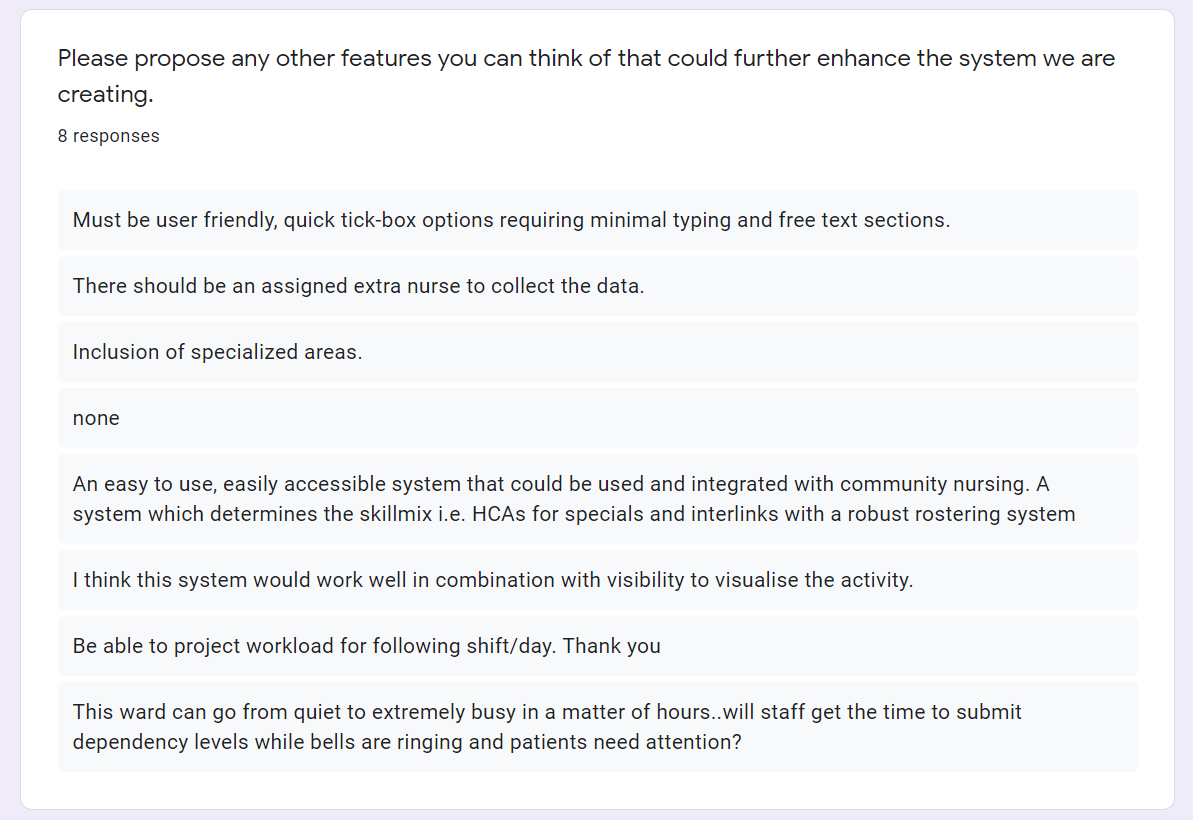 Please propose any other features you can think of that could further enhance the system we are
creating.
8 responses
Must be user friendly, quick tick-box options requiring minimal typing and free text sections.
There should be an assigned extra nurse to collect the data.
Inclusion of specialized areas.
none
An easy to use, easily accessible system that could be used and integrated with community nursing. A
system which determines the skillmix i.e. HCAs for specials and interlinks with a robust rostering system
I think this system would work well in combination with visibility to visualise the activity.
Be able to project workload for following shift/day. Thank you
This ward can go from quiet to extremely busy in a matter of hours..will staff get the time to submit
dependency levels while bells are ringing and patients need attention?